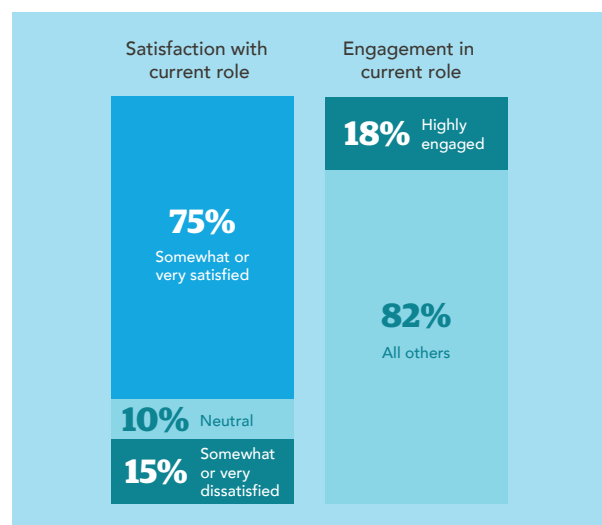 Satisfaction with
current role
75%
Somewhat or
very satisfied
10% Neutral
15% Somewhat
or very
dissatisfied
Engagement in
current role
18% Highly
engaged
82%
All others